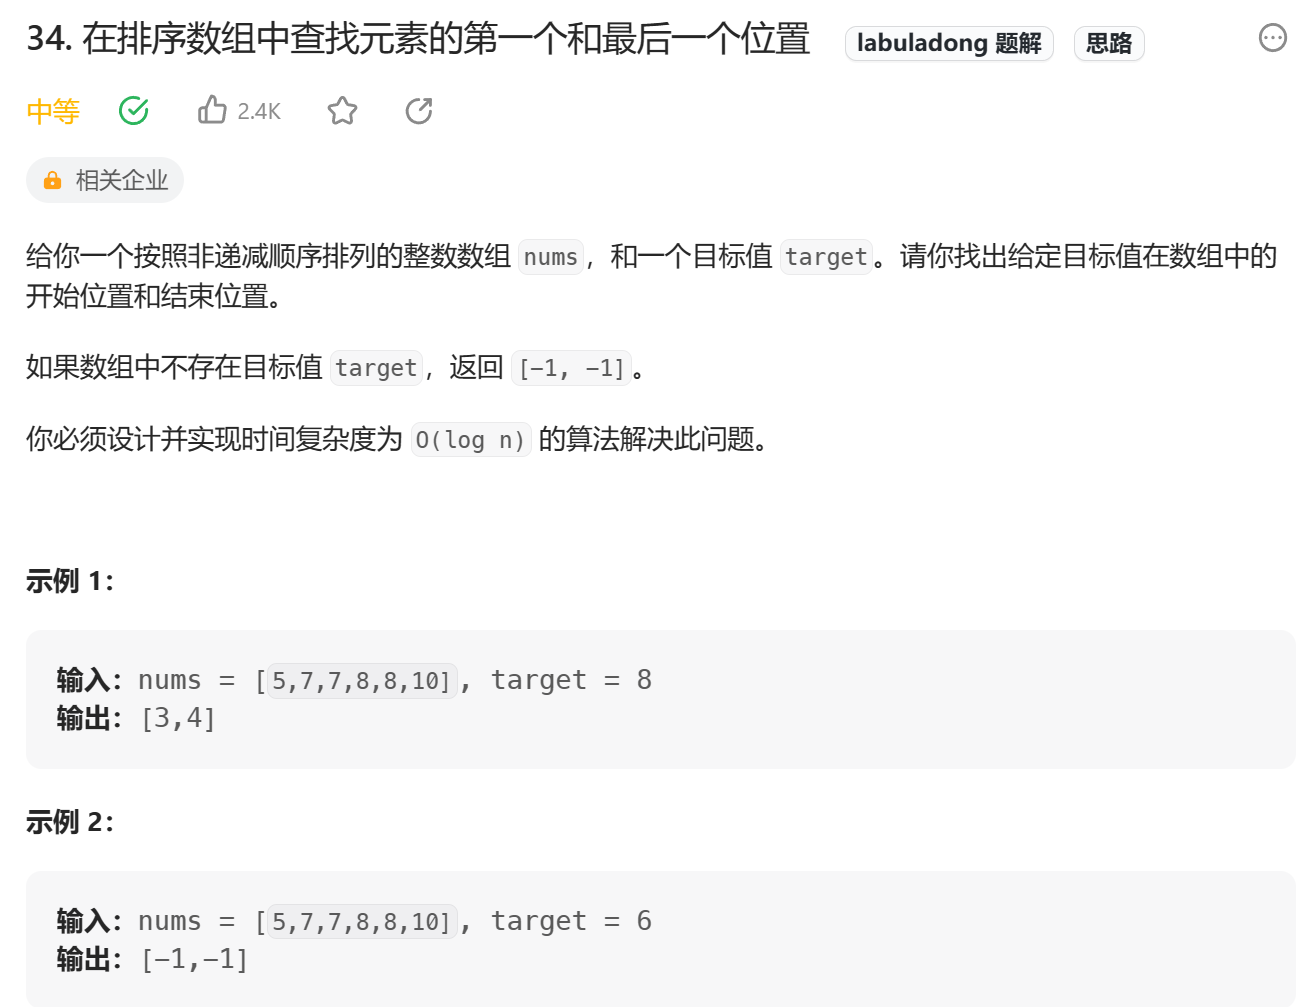 34. 在排序数组中查找元素的第一个和最后一个位置 labuladong 题解 思路
中等 2.4K
相关企业
给你一个按照非递减顺序排列的整数数组 nums，和一个目标值 target。请你找出给定目标值在数组中的
开始位置和结束位置。
如果数组中不存在目标值 target，返回 [-1, -1]。
你必须设计并实现时间复杂度为 O(log n) 的算法解决此问题。
示例 1：
输入：nums = [5,7,7,8,8,10], target = 8
输出：[3,4]
示例 2：
输入：nums = [5,7,7,8,8,10], target = 6
输出：[-1,-1]